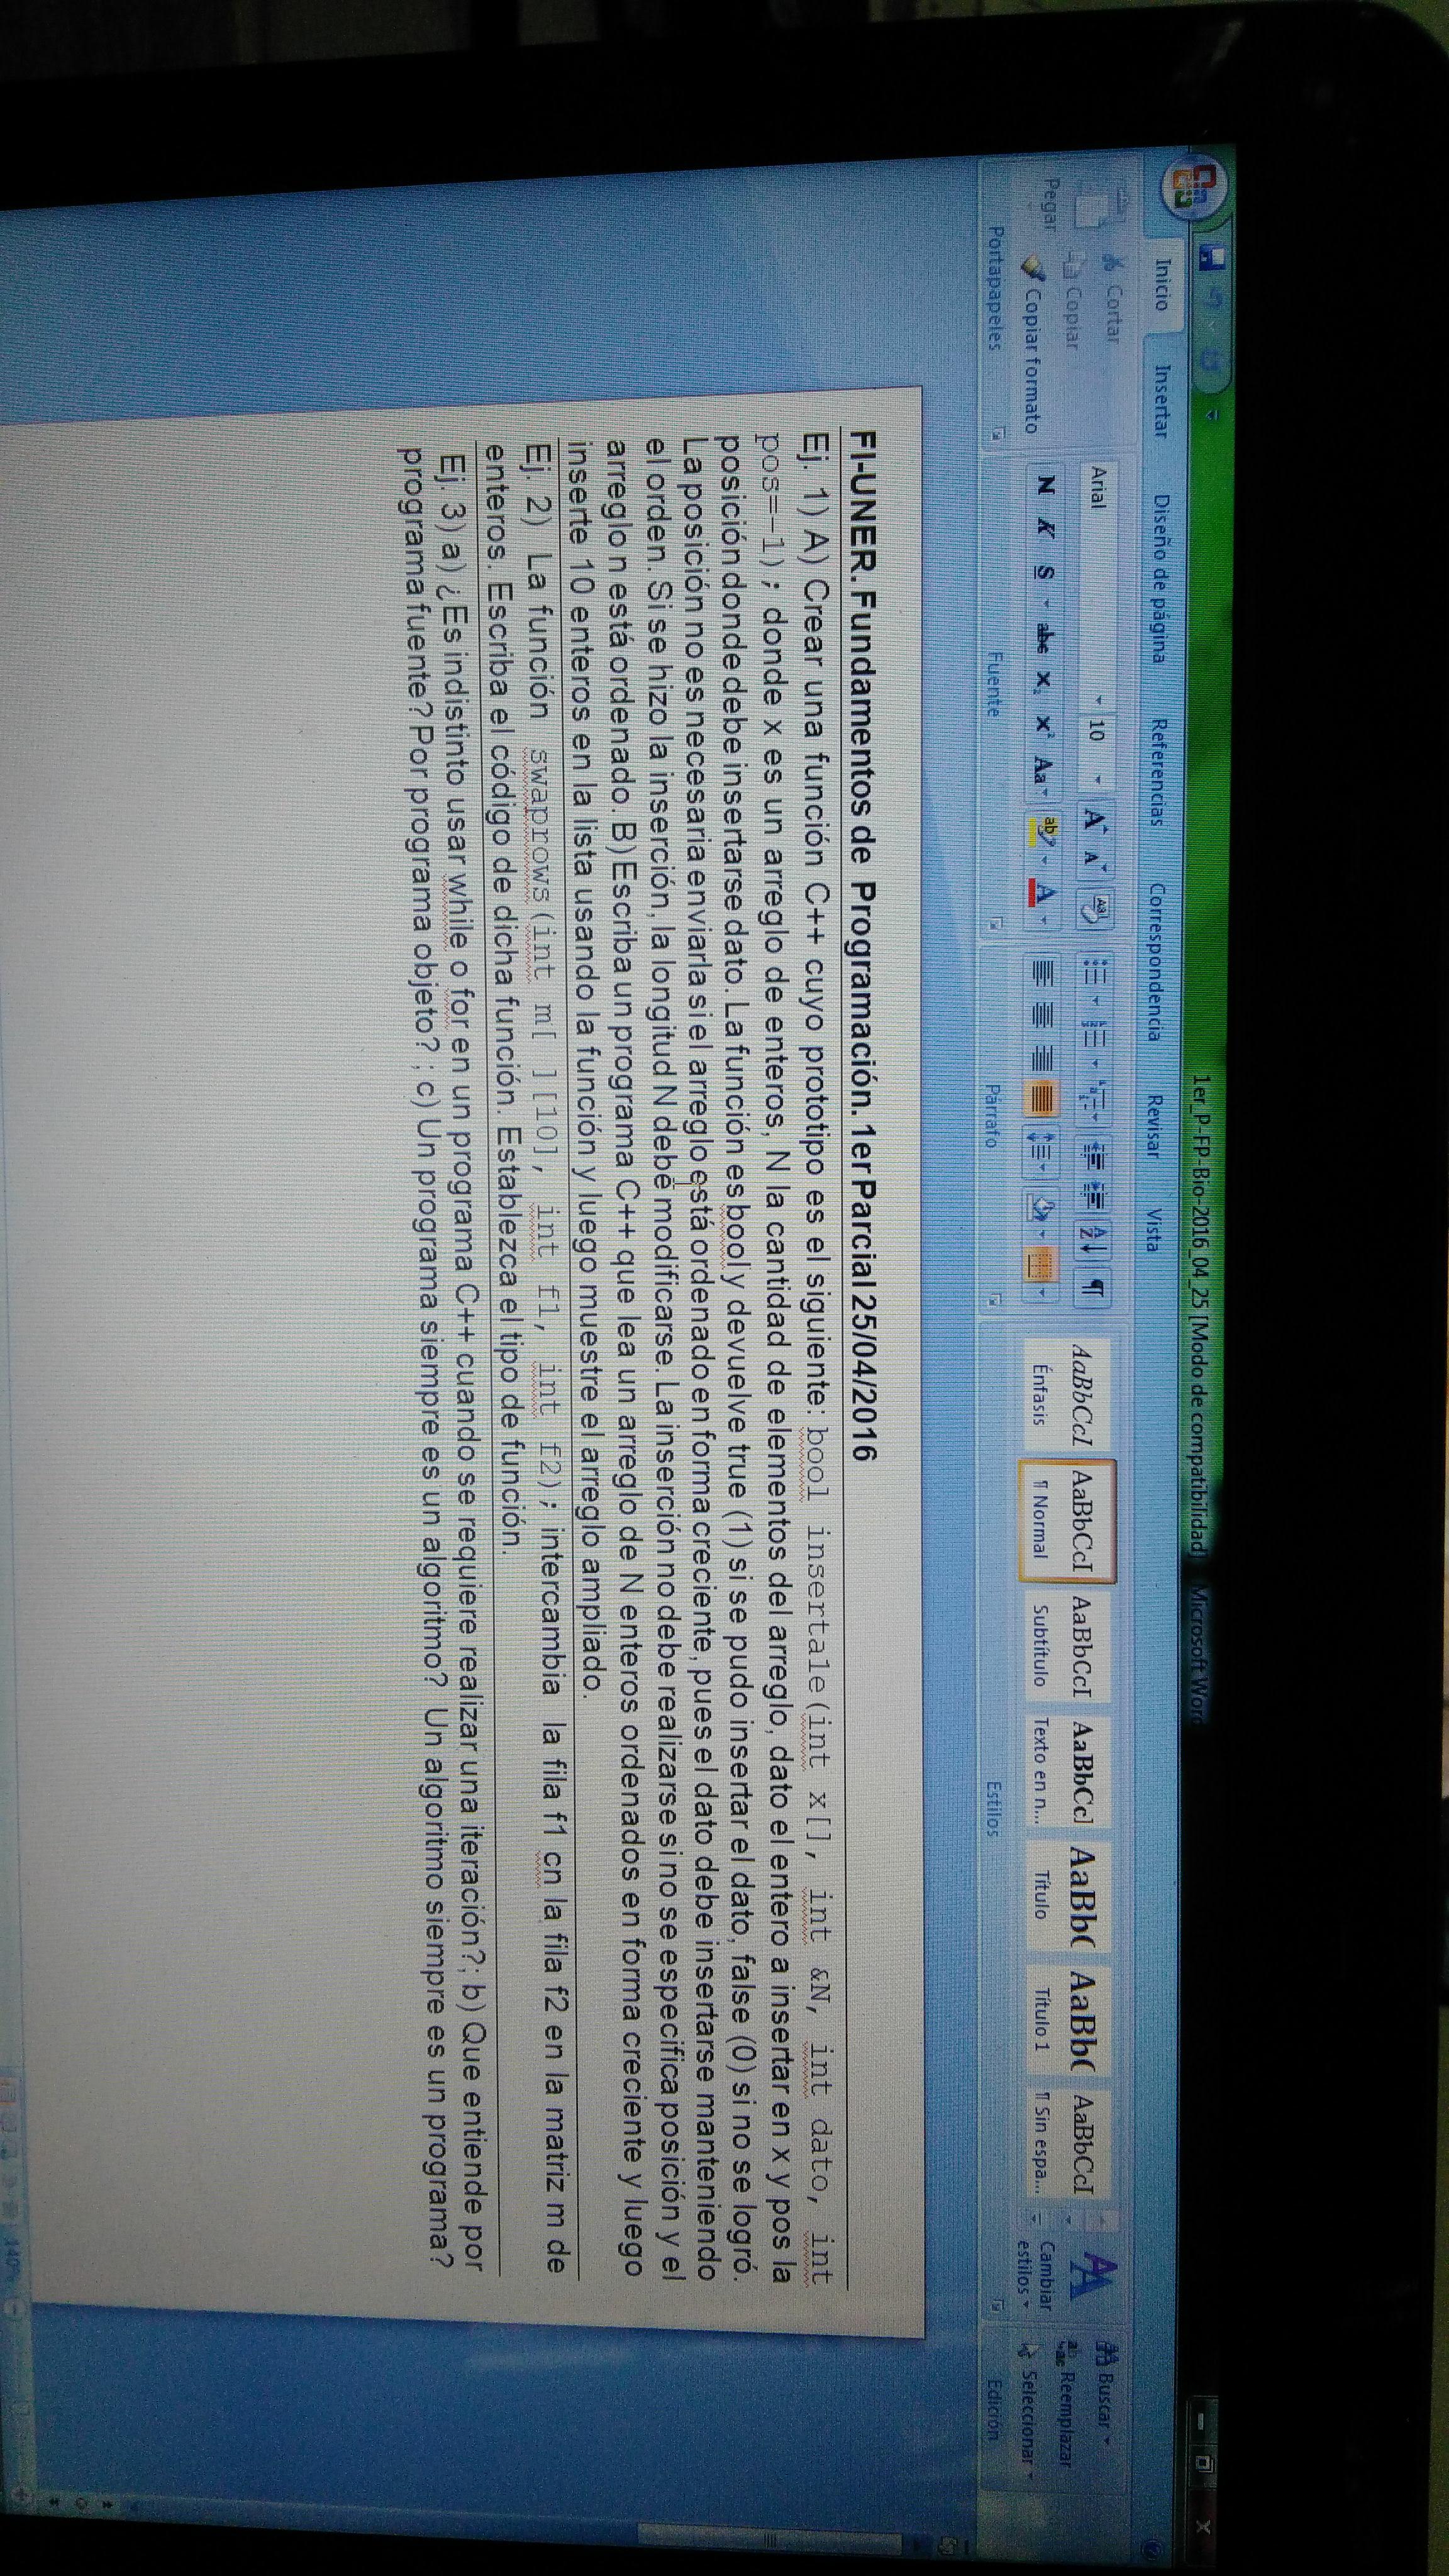 1er_P-FP-Bio-2016_04_25 [Modo de compatibilidad] Microsoft Word
Inicio Insertar Diseño de página Referencias Correspondencia Revisar Vista
Pegar
Cortar
Copiar
Copiar formato
Portapapeles
Arial 10
N K S abc x₂ x² Aa
Fuente
Párrafo
AaBbCcI AaBbCcI AaBbCcI AaBbCc] AaBb( AaBb( AaBbCcI
Énfasis ¶ Normal Subtítulo Texto en n... Título Título 1 ¶ Sin espa...
Cambiar
estilos
Estilos
Buscar
Reemplazar
Seleccionar
Edición
FI-UNER. Fundamentos de Programación. 1er Parcial 25/04/2016
Ej. 1) A) Crear una función C++ cuyo prototipo es el siguiente: bool insertale(int x[], int &N, int dato, int
pos=-1); donde x es un arreglo de enteros, N la cantidad de elementos del arreglo, dato el entero a insertar en x y pos la
posición donde debe insertarse dato. La función es bool y devuelve true (1) si se pudo insertar el dato, false (0) si no se logró.
La posición no es necesaria enviarla si el arreglo está ordenado en forma creciente, pues el dato debe insertarse manteniendo
el orden. Si se hizo la inserción, la longitud N debe modificarse. La inserción no debe realizarse si no se especifica posición y el
arreglo n está ordenado. B) Escriba un programa C++ que lea un arreglo de N enteros ordenados en forma creciente y luego
inserte 10 enteros en la lista usando la función y luego muestre el arreglo ampliado.
Ej. 2) La función swaprows(int m[ ][10], int f1, int f2); intercambia la fila f1 cn la fila f2 en la matriz m de
enteros. Escriba el código de dicha función. Establezca el tipo de función.
Ej. 3) a) ¿Es indistinto usar while o for en un programa C++ cuando se requiere realizar una iteración?; b) Que entiende por
programa fuente? Por programa objeto? ; c) Un programa siempre es un algoritmo? Un algoritmo siempre es un programa?
140%